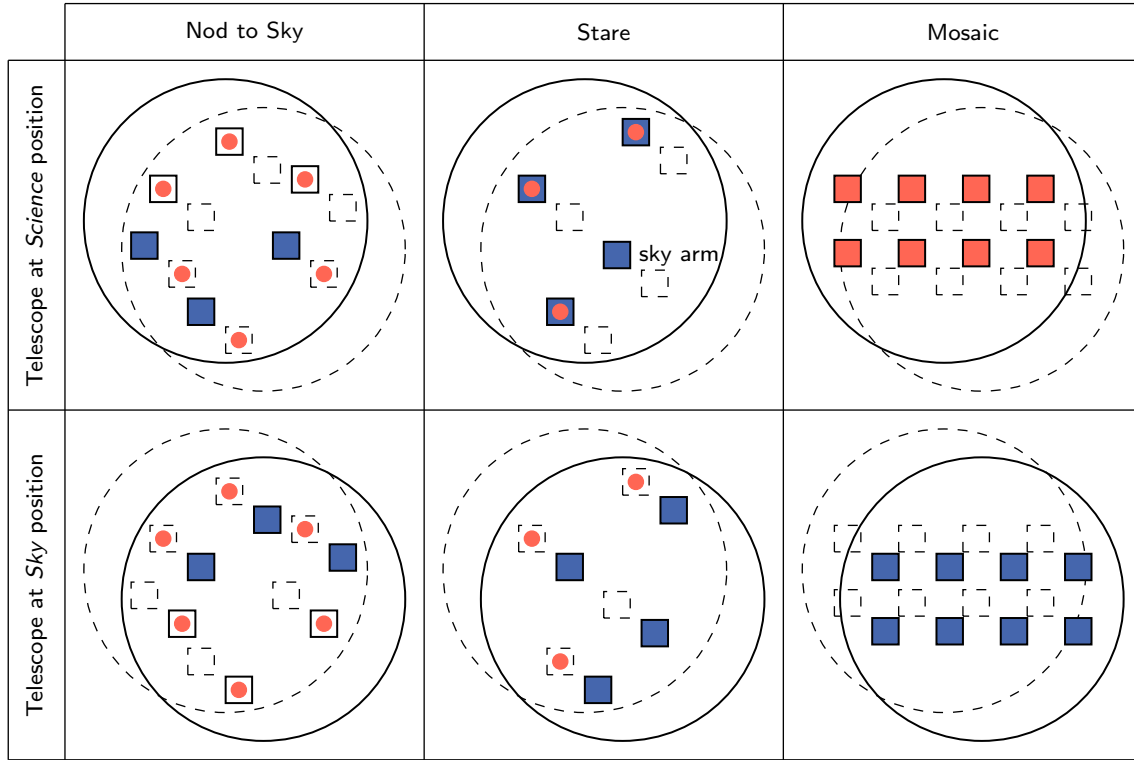 Nod to Sky
Stare
Mosaic
Telescope at Science position
sky arm
Telescope at Sky position